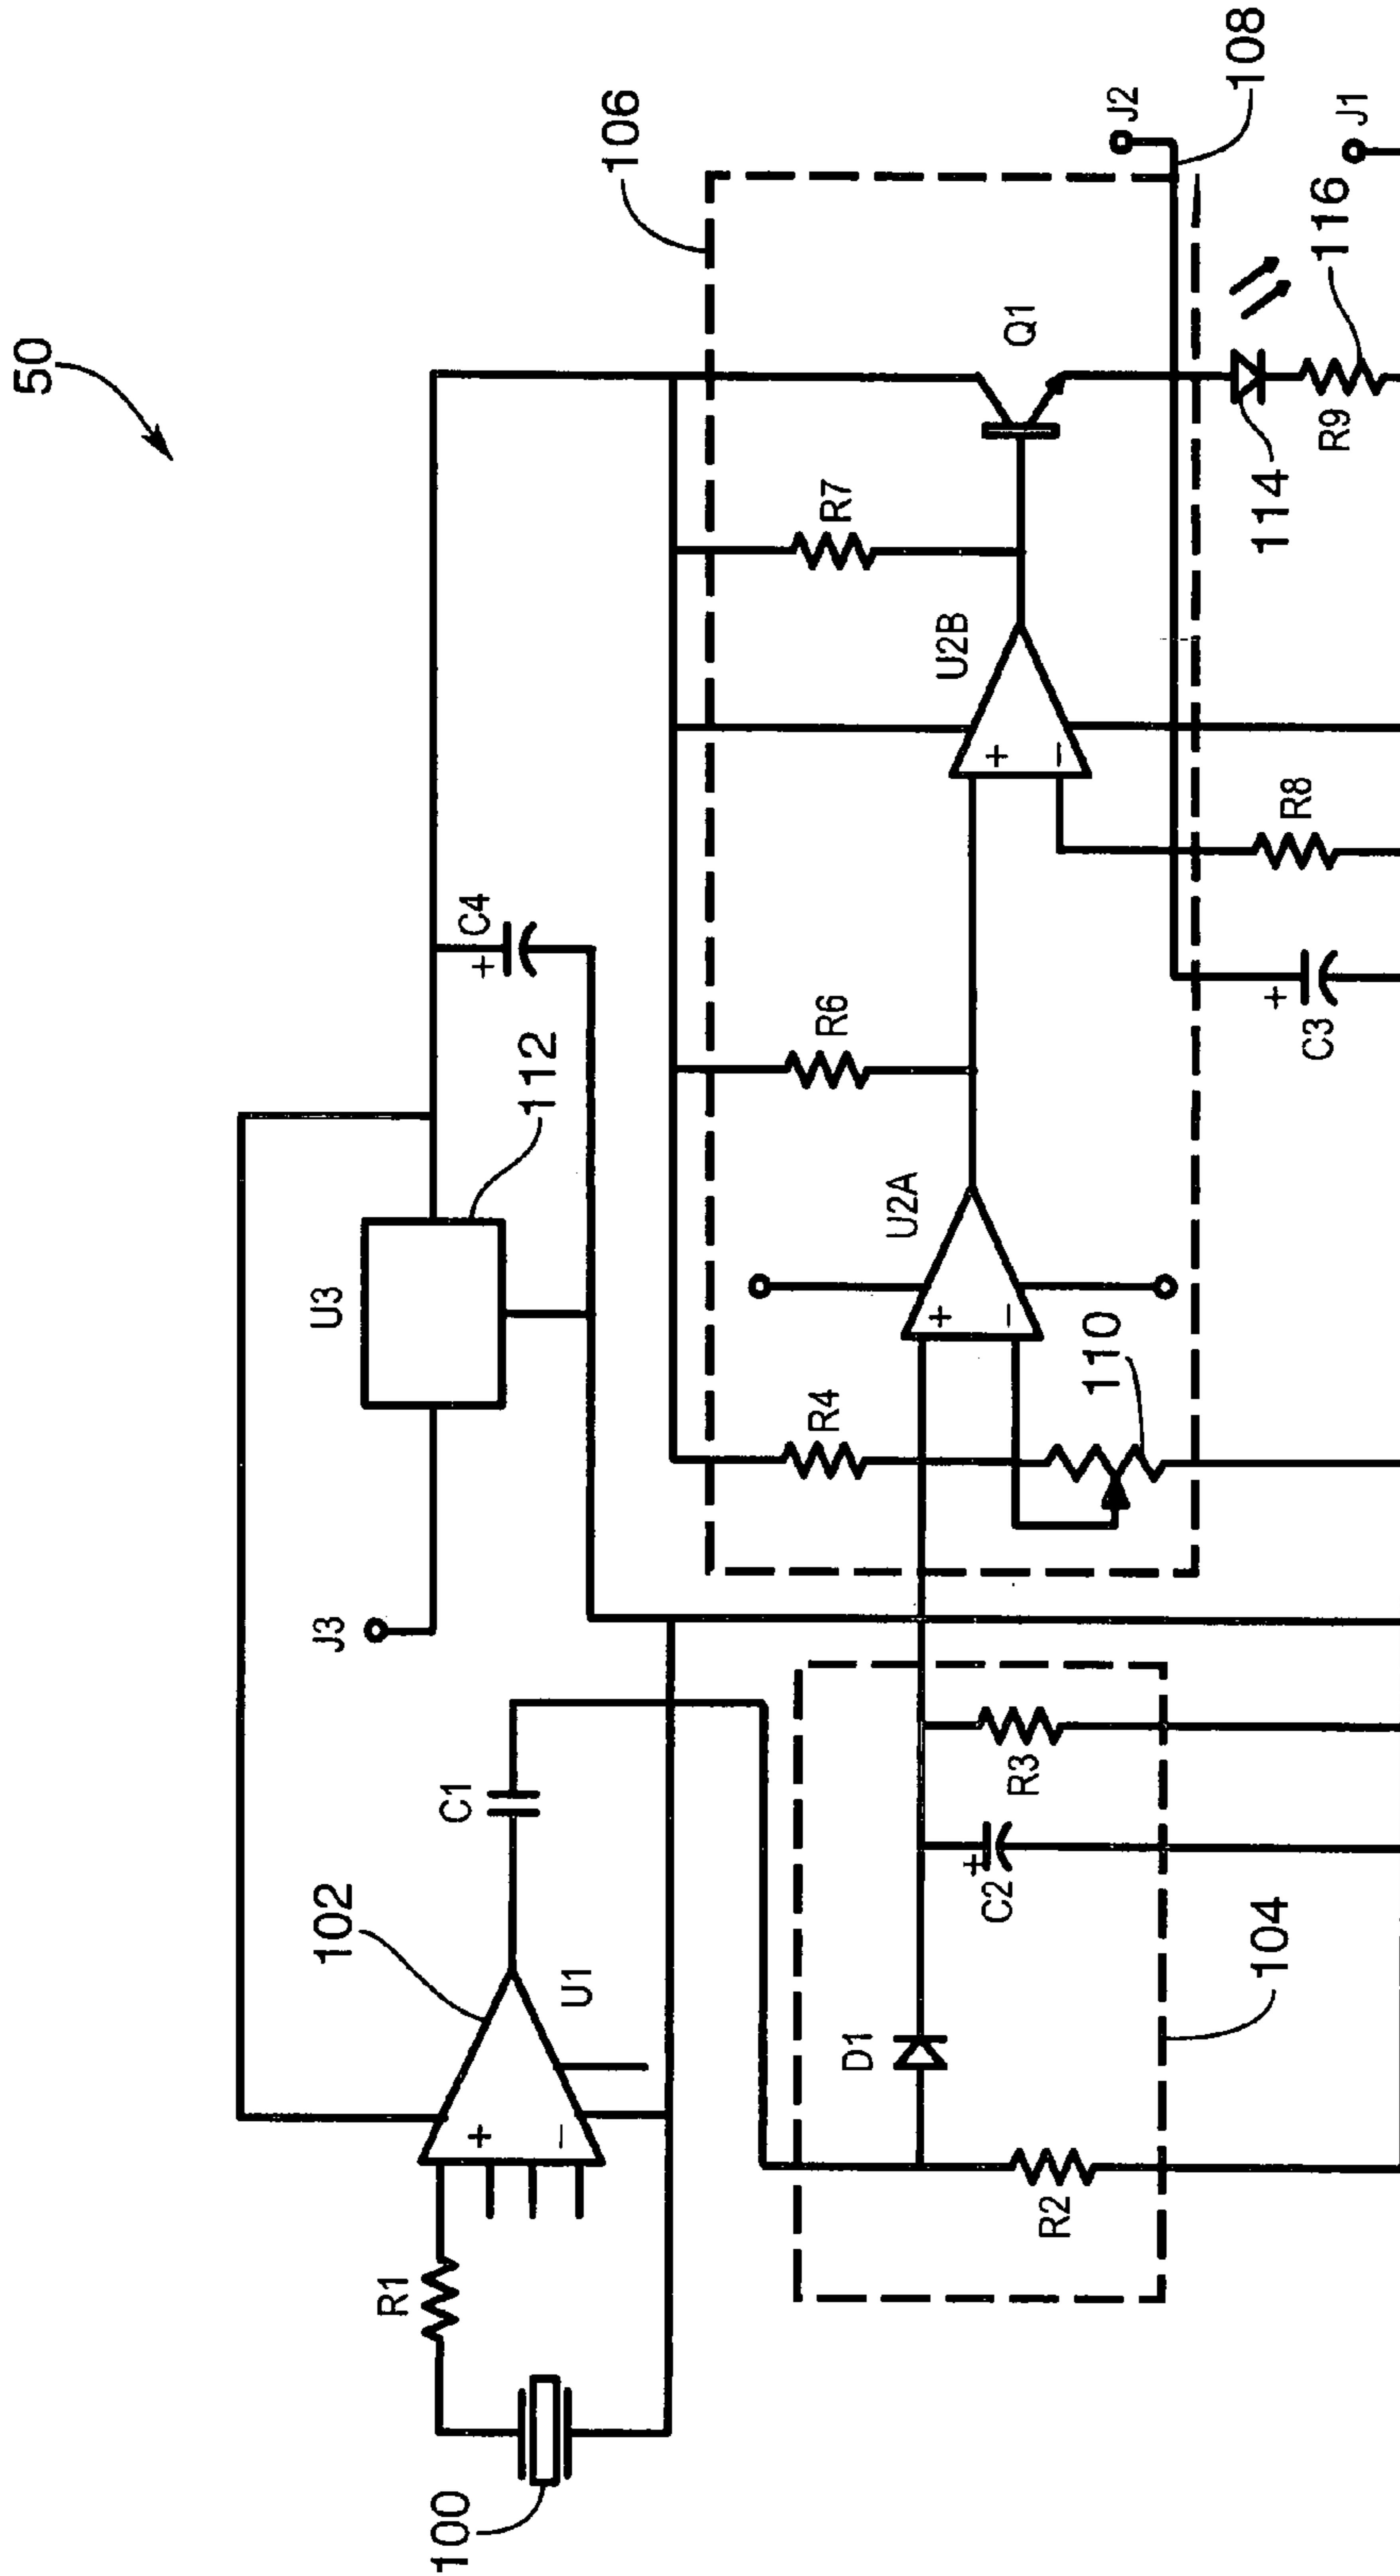 50
102
J3
U3
R1
C1
100
+
−
U1
112
+
C4
106
R4
R6
R7
D1
+
C2
R3
U2A
+
−
U2B
+
−
Q1
R2
110
J2
104
+
C3
R8
114
108
R9
116
J1